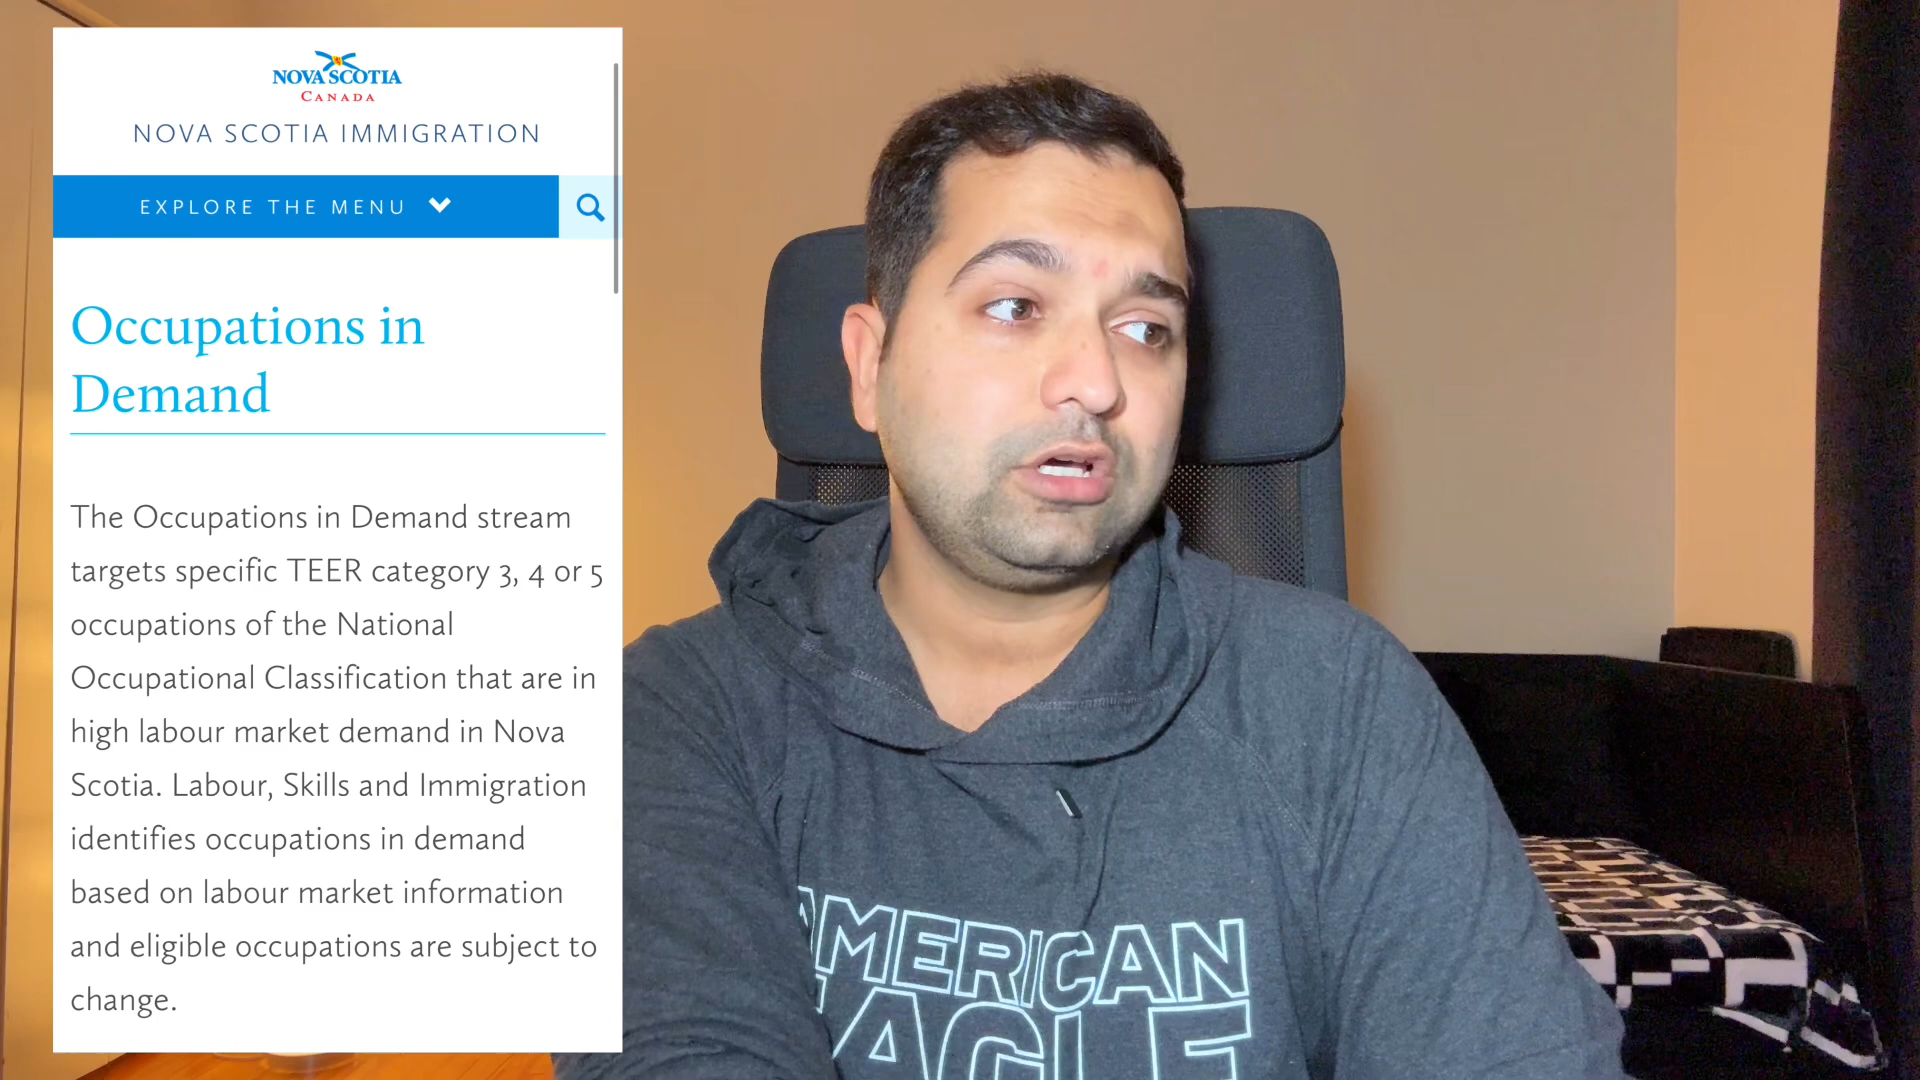 NOVA SCOTIA
CANADA
NOVA SCOTIA IMMIGRATION
EXPLORE THE MENU
Occupations in
Demand
The Occupations in Demand stream
targets specific TEER category 3, 4 or 5
occupations of the National
Occupational Classification that are in
high labour market demand in Nova
Scotia. Labour, Skills and Immigration
identifies occupations in demand
based on labour market information
and eligible occupations are subject to
change.
AMERICAN
EAGLE